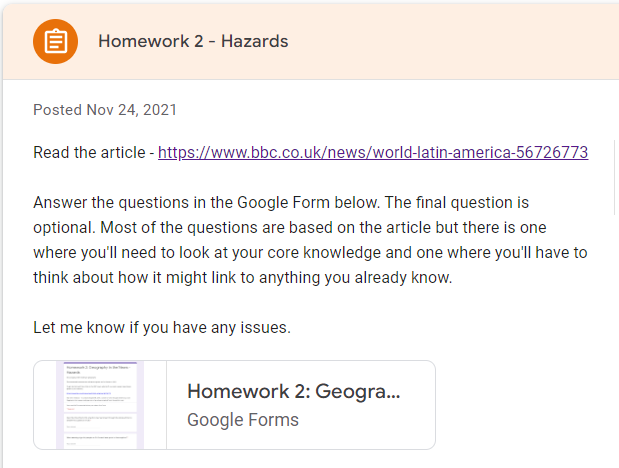 Homework 2 - Hazards
Posted Nov 24, 2021
Read the article - https://www.bbc.co.uk/news/world-latin-america-56726773
Answer the questions in the Google Form below. The final question is
optional. Most of the questions are based on the article but there is one
where you'll need to look at your core knowledge and one where you'll have to
think about how it might link to anything you already know.
Let me know if you have any issues.
Homework 2: Geogra...
Google Forms